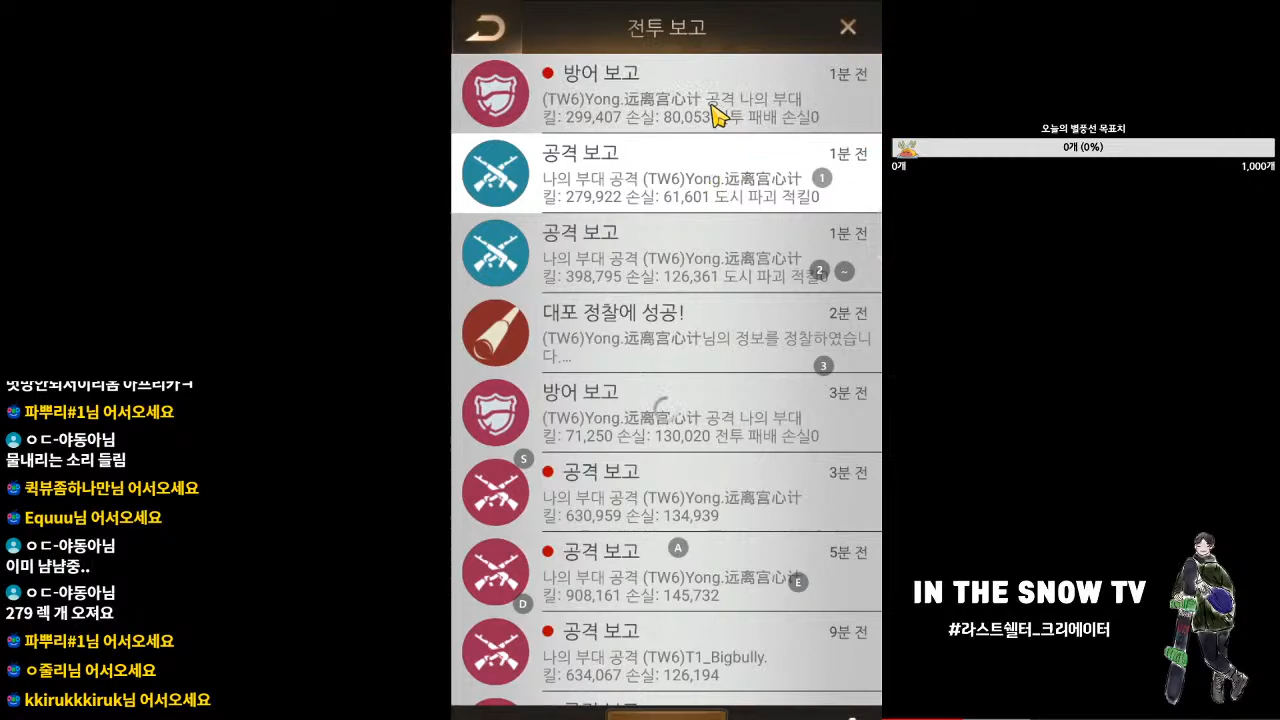 전투 보고
방어 보고
1분 전
(TW6)Yong.远离宫心计 공격 나의 부대
킬: 299,407 손실: 80,053 전투 패배 손실0
공격 보고
1분 전
나의 부대 공격 (TW6)Yong.远离宫心计
1
킬: 279,922 손실: 61,601 도시 파괴 적킬0
공격 보고
1분 전
나의 부대 공격 (TW6)Yong.远离宫心计
2 ~
킬: 398,795 손실: 126,361 도시 파괴 적킬0
대포 정찰에 성공!
2분 전
(TW6)Yong.远离宫心计님의 정보를 정찰하였습니
다....
3
방어 보고
3분 전
(TW6)Yong.远离宫心计 공격 나의 부대
킬: 71,250 손실: 130,020 전투 패배 손실0
S
공격 보고
3분 전
나의 부대 공격 (TW6)Yong.远离宫心计
킬: 630,959 손실: 134,939
A
공격 보고
5분 전
나의 부대 공격 (TW6)Yong.远离宫心计
E
킬: 908,161 손실: 145,732
D
공격 보고
9분 전
나의 부대 공격 (TW6)T1_Bigbully.
킬: 634,067 손실: 126,194
파뿌리#1님 어서오세요
ㅇㄷ-야동아님
물내리는 소리 들림
퀵뷰좀하나만님 어서오세요
Equuu님 어서오세요
ㅇㄷ-야동아님
이미 냠냠중..
ㅇㄷ-야동아님
279 렉 개 오져요
파뿌리#1님 어서오세요
ㅇ줄리님 어서오세요
kkirukkkiruk님 어서오세요
오늘의 별풍선 목표치
0개 (0%)
0개
1,000개
IN THE SNOW TV
#라스트쉘터_크리에이터